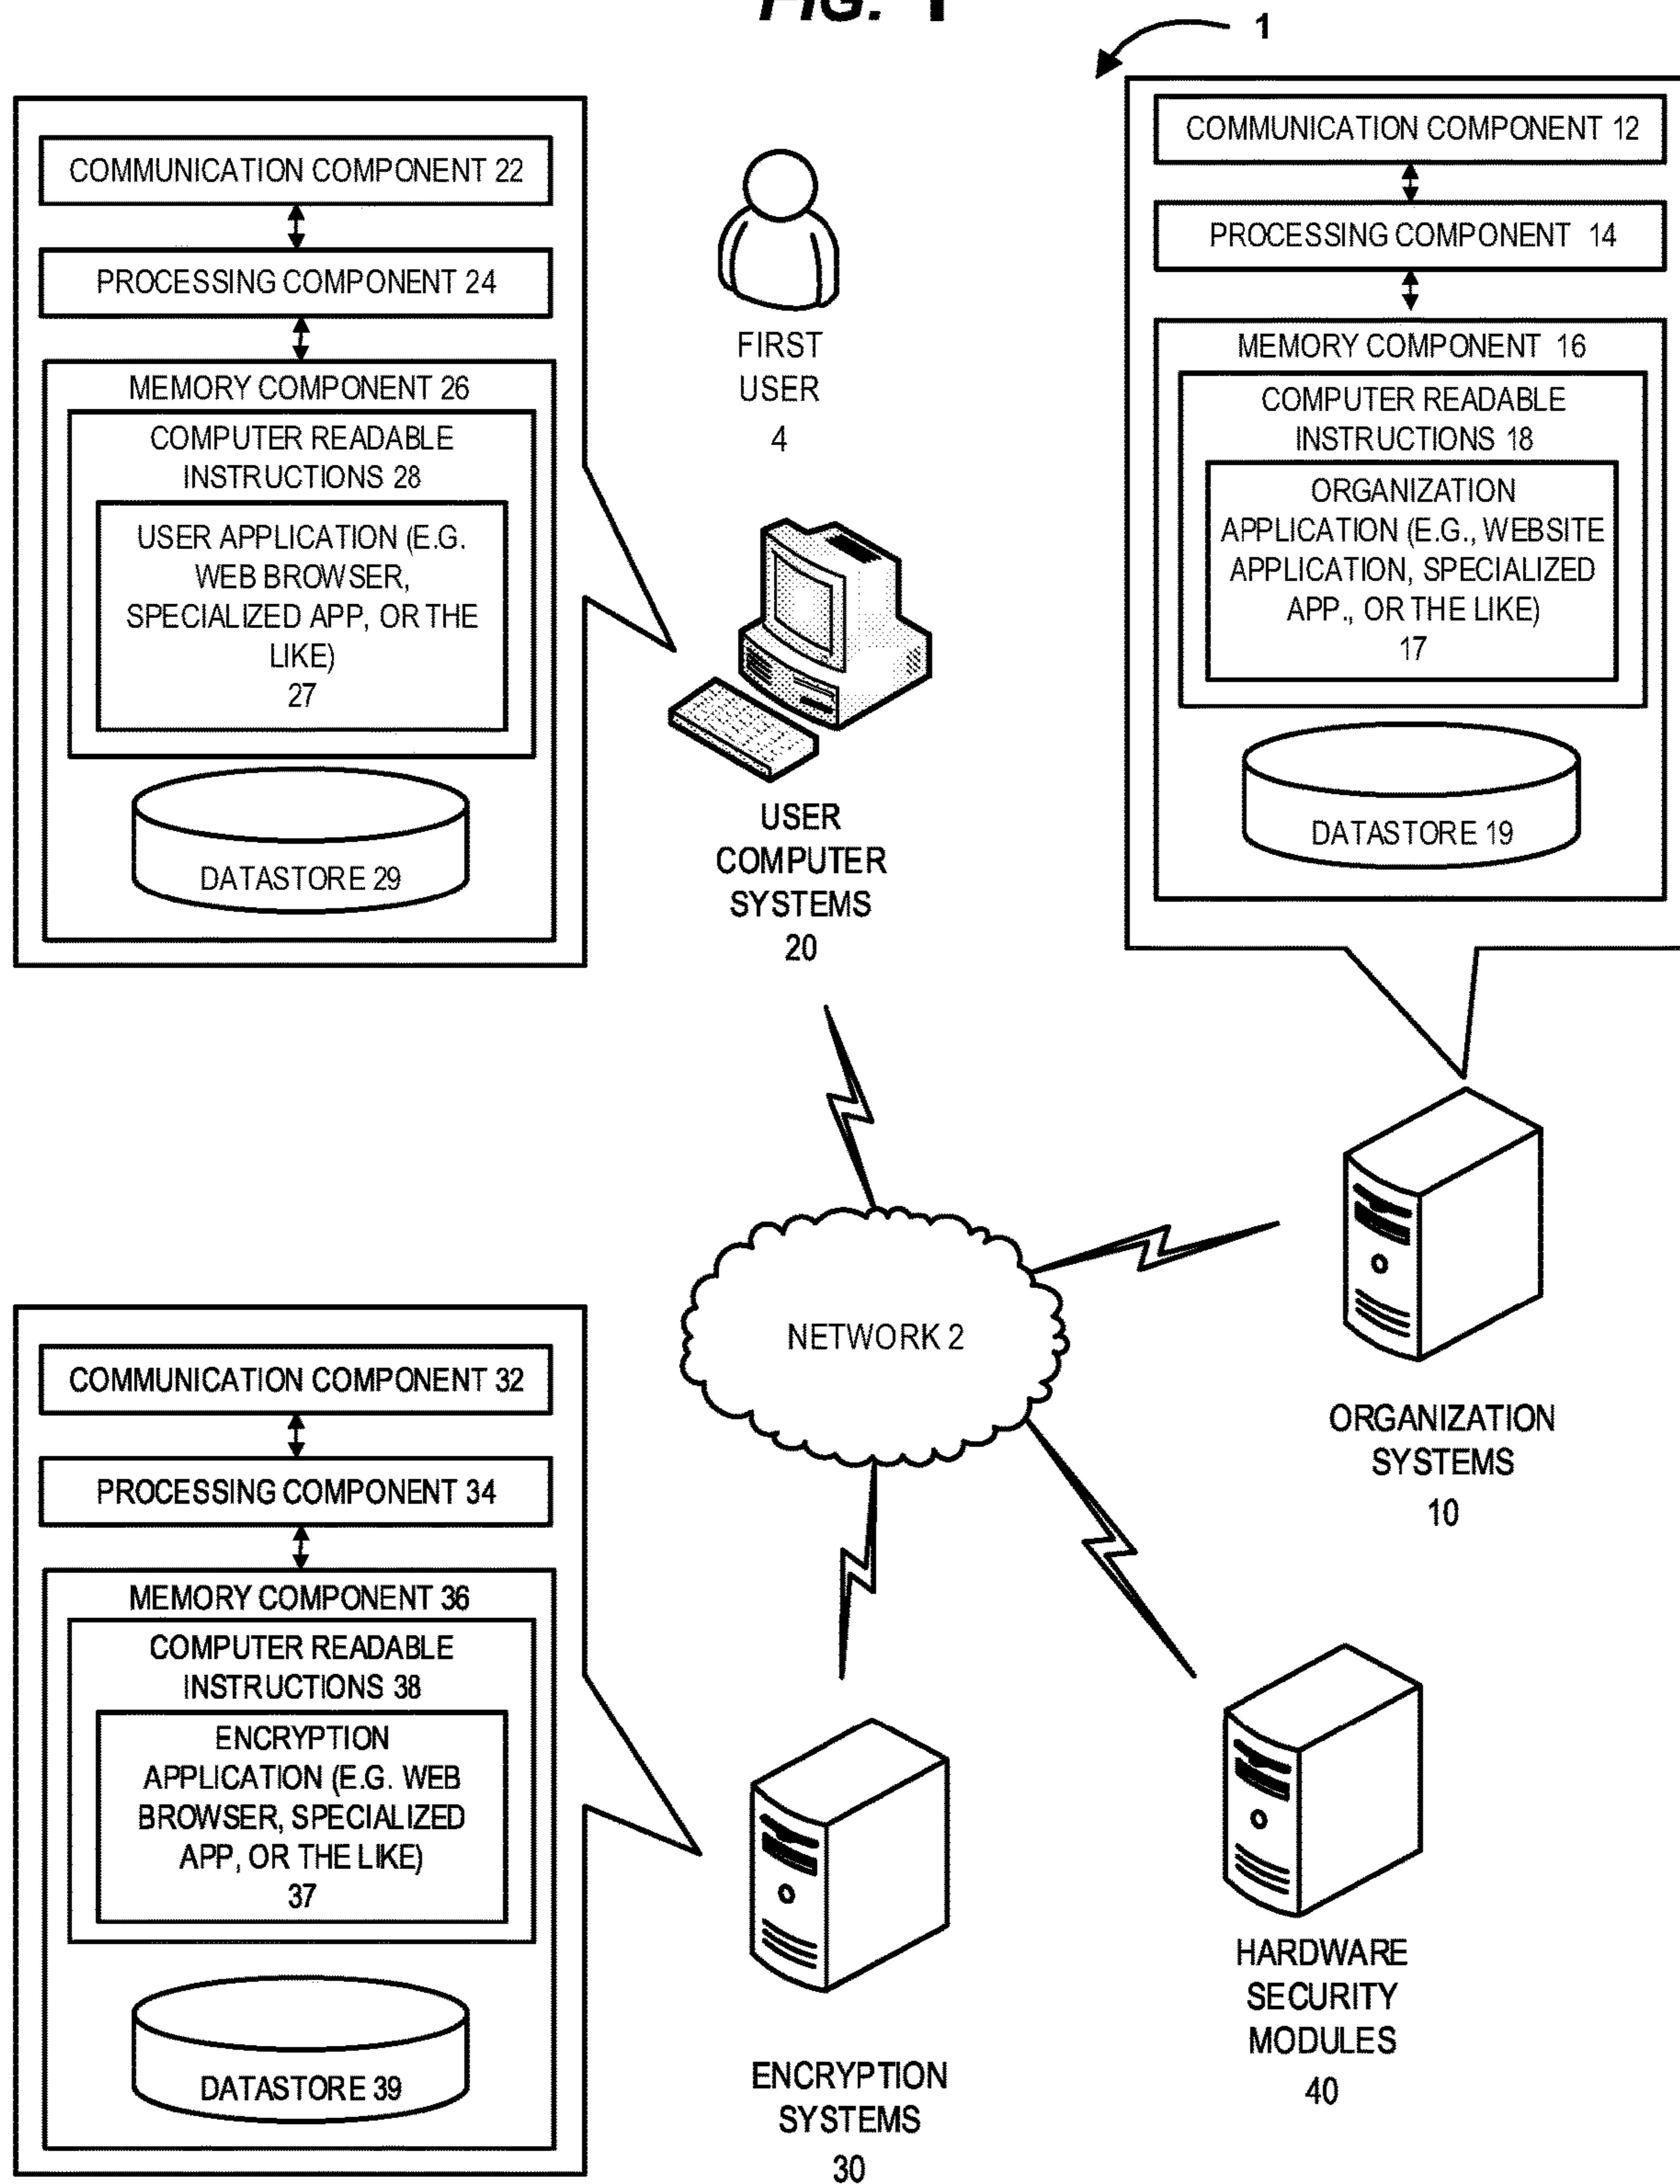 FIG. 1
1
COMMUNICATION COMPONENT 22
PROCESSING COMPONENT 24
MEMORY COMPONENT 26
COMPUTER READABLE
INSTRUCTIONS 28
USER APPLICATION (E.G.
WEB BROWSER,
SPECIALIZED APP, OR THE
LIKE)
27
DATASTORE 29
FIRST
USER
4
USER
COMPUTER
SYSTEMS
20
COMMUNICATION COMPONENT 12
PROCESSING COMPONENT 14
MEMORY COMPONENT 16
COMPUTER READABLE
INSTRUCTIONS 18
ORGANIZATION
APPLICATION (E.G., WEBSITE
APPLICATION, SPECIALIZED
APP., OR THE LIKE)
17
DATASTORE 19
NETWORK 2
ORGANIZATION
SYSTEMS
10
COMMUNICATION COMPONENT 32
PROCESSING COMPONENT 34
MEMORY COMPONENT 36
COMPUTER READABLE
INSTRUCTIONS 38
ENCRYPTION
APPLICATION (E.G. WEB
BROWSER, SPECIALIZED
APP, OR THE LIKE)
37
DATASTORE 39
ENCRYPTION
SYSTEMS
30
HARDWARE
SECURITY
MODULES
40